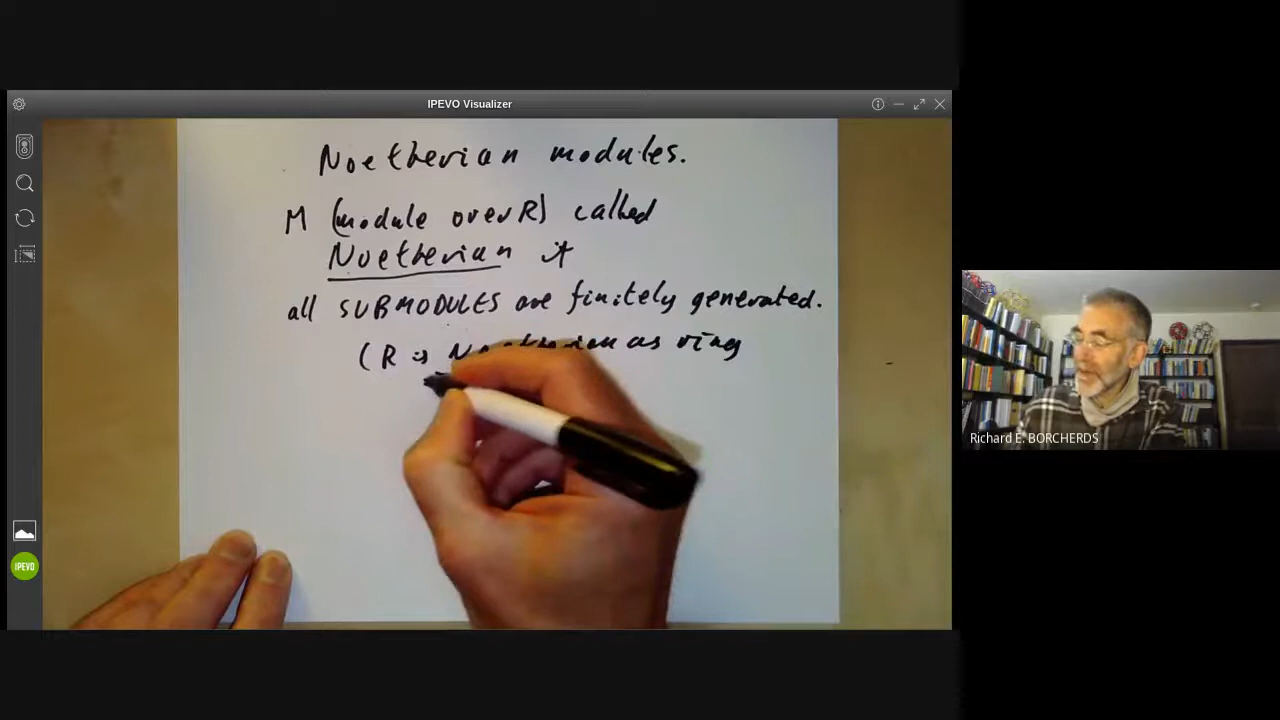 IPEVO Visualizer
Noetherian modules.
M (module over R) called
Noetherian if
all SUBMODULES are finitely generated.
(R is Noetherian as ring
Richard E. BORCHERDS
IPEVO